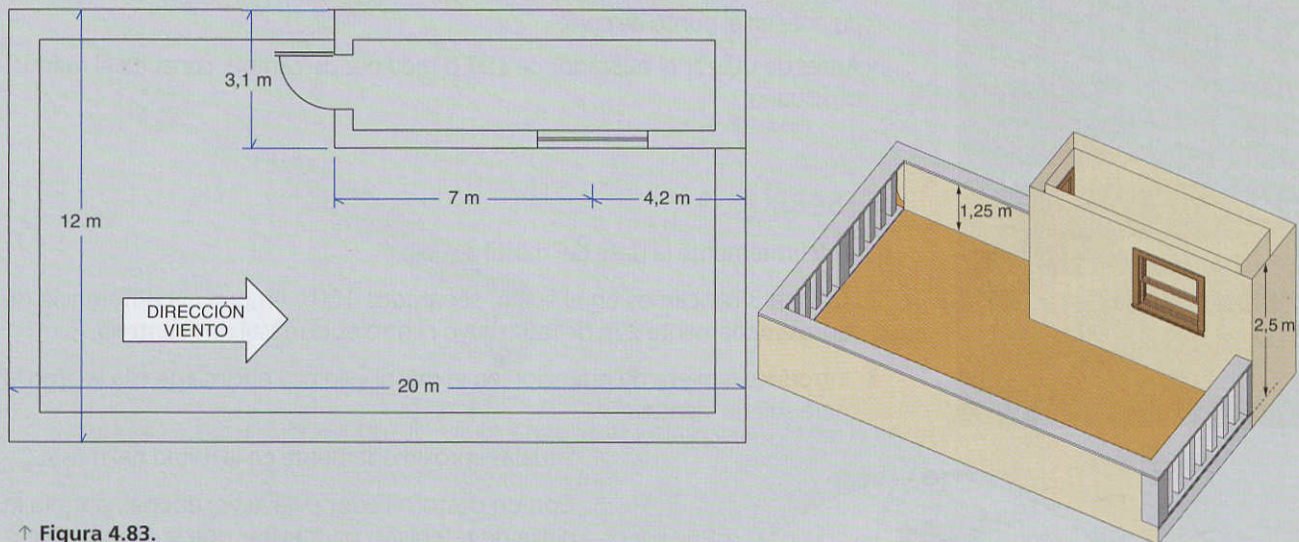 3,1 m
12 m
7 m
4,2 m
DIRECCIÓN
VIENTO
20 m
1,25 m
2,5 m
↑ Figura 4.83.